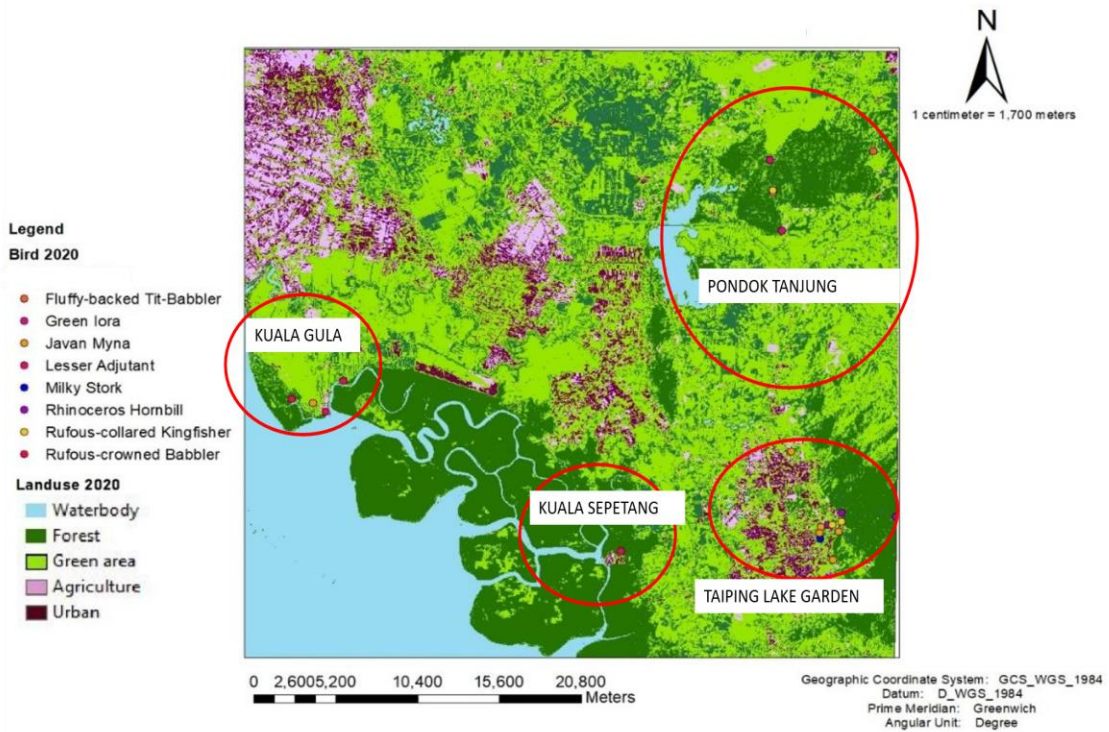 N
1 centimeter = 1,700 meters
Legend
Bird 2020
Fluffy-backed Tit-Babbler
Green Iora
Javan Myna
Lesser Adjutant
Milky Stork
Rhinoceros Hornbill
Rufous-collared Kingfisher
Rufous-crowned Babbler
Landuse 2020
Waterbody
Forest
Green area
Agriculture
Urban
PONDOK TANJUNG
KUALA GULA
KUALA SEPETANG
TAIPING LAKE GARDEN
0 2,6005,200 10,400 15,600 20,800
Meters
Geographic Coordinate System: GCS_WGS_1984
Datum: D_WGS_1984
Prime Meridian: Greenwich
Angular Unit: Degree